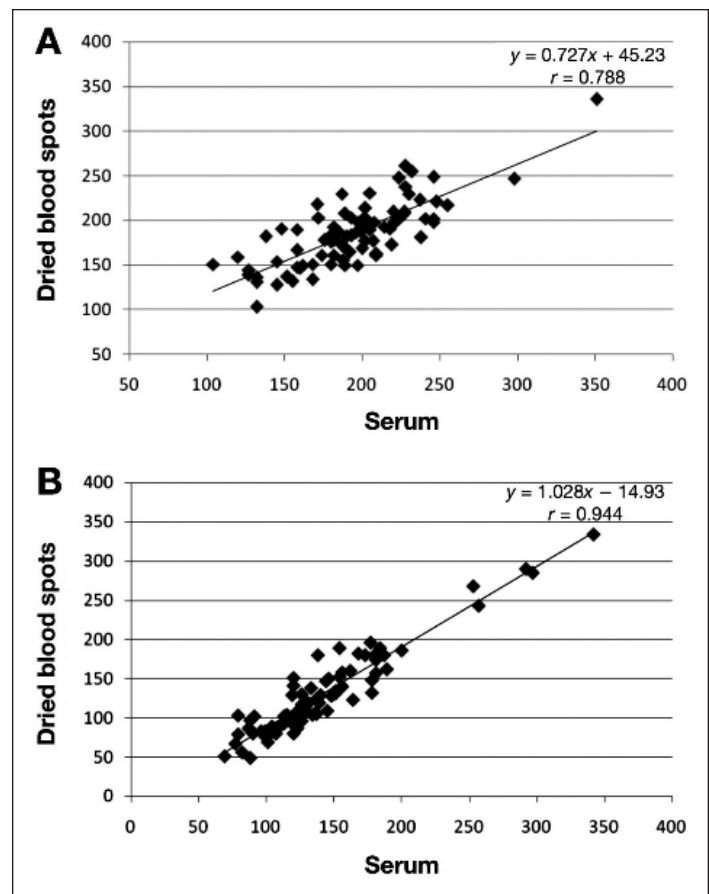 A
y = 0.727x + 45.23
r = 0.788
400
350
300
250
200
150
100
50
Dried blood spots
50 100 150 200 250 300 350 400
Serum
B
y = 1.028x − 14.93
r = 0.944
400
350
300
250
200
150
100
50
0
Dried blood spots
0 50 100 150 200 250 300 350 400
Serum